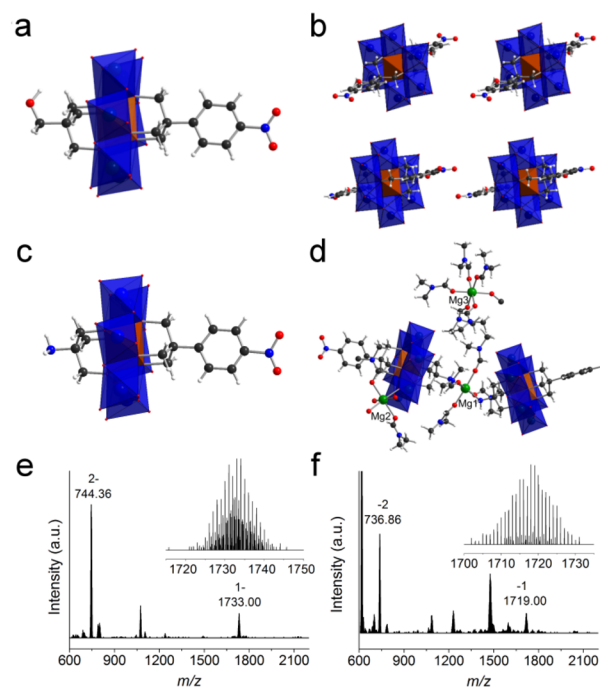 a
b
c
d
Mg3
Mg2
Mg1
e
2-
744.36
1720 1730 1740 1750
1-
1733.00
Intensity (a.u.)
600 900 1200 1500 1800 2100
m/z
f
-2
736.86
1700 1710 1720 1730
-1
1719.00
Intensity (a.u.)
600 900 1200 1500 1800 2100
m/z